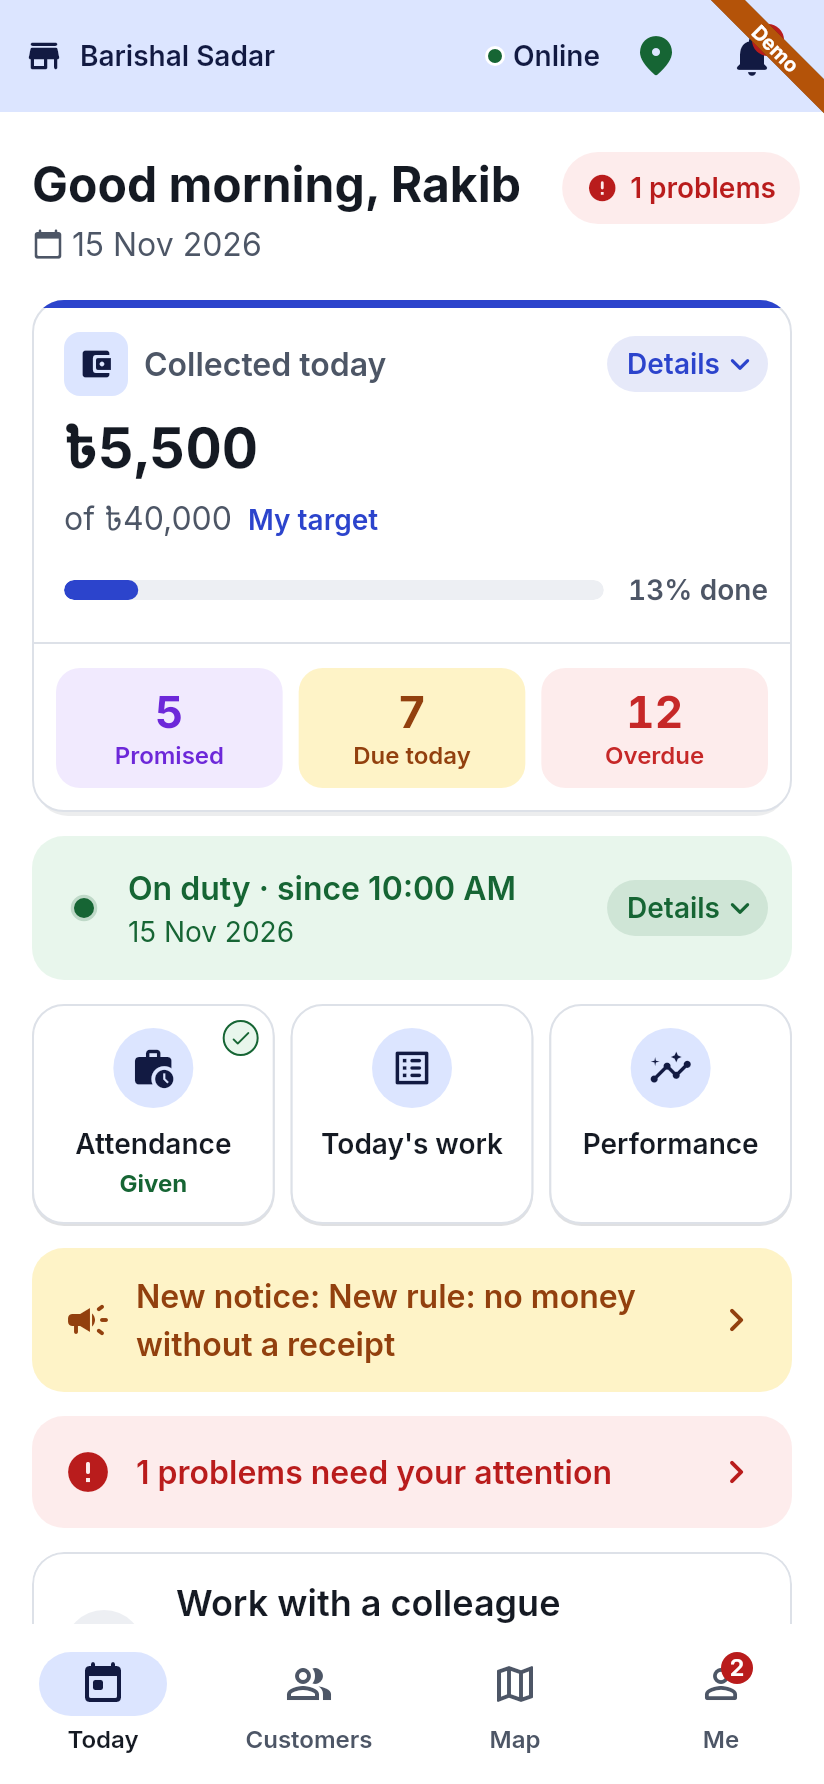 Barishal Sadar
Online
Demo
Good morning, Rakib
1 problems
15 Nov 2026
Collected today
Details
৳5,500
of ৳40,000 My target
13% done
5
Promised
7
Due today
12
Overdue
On duty · since 10:00 AM
15 Nov 2026
Details
Attendance
Given
Today's work
Performance
New notice: New rule: no money
without a receipt
1 problems need your attention
Work with a colleague
Today
Customers
Map
2
Me